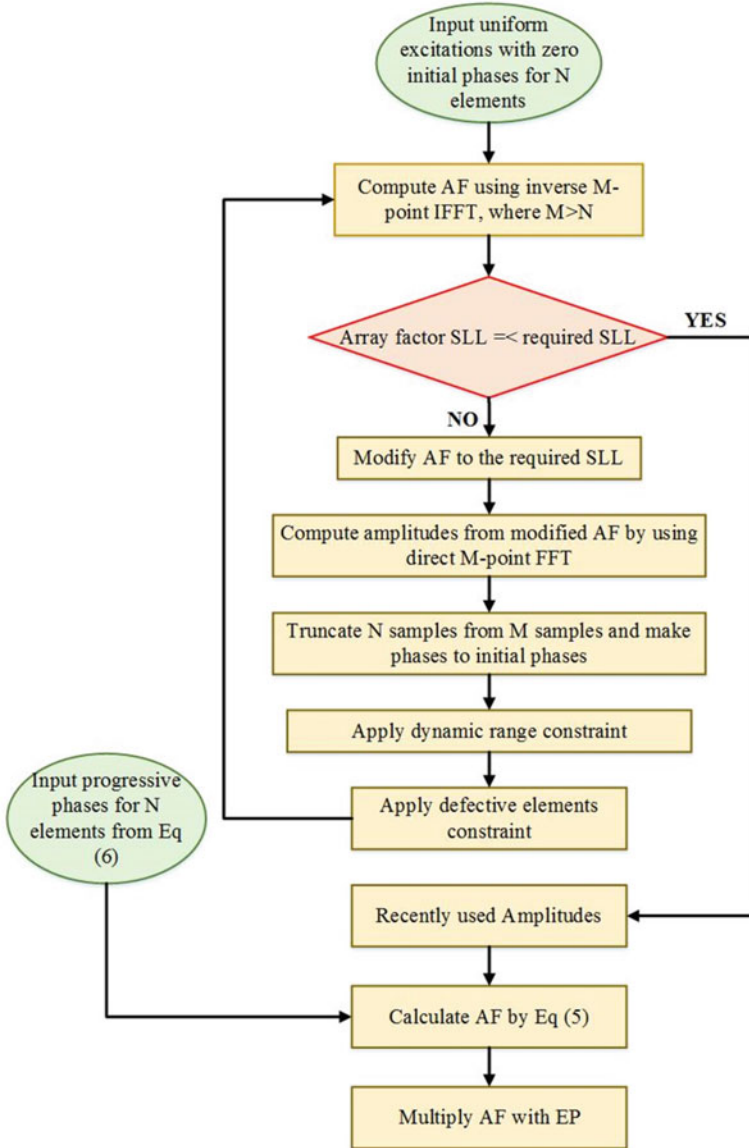 Input uniform
excitations with zero
initial phases for N
elements
Compute AF using inverse M-
point IFFT, where M>N
Array factor SLL =< required SLL
YES
NO
Modify AF to the required SLL
Compute amplitudes from modified AF by using
direct M-point FFT
Truncate N samples from M samples and make
phases to initial phases
Apply dynamic range constraint
Apply defective elements
constraint
Input progressive
phases for N
elements from Eq
(6)
Recently used Amplitudes
Calculate AF by Eq (5)
Multiply AF with EP